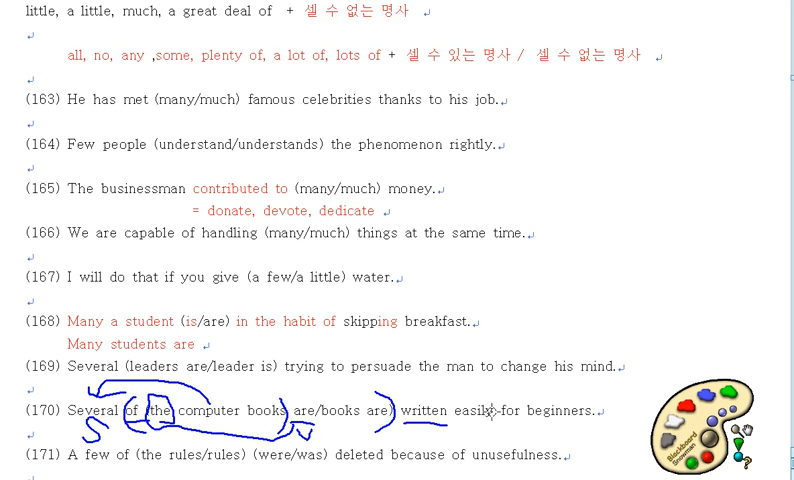 little, a little, much, a great deal of + 셀 수 없는 명사
all, no, any ,some, plenty of, a lot of, lots of + 셀 수 있는 명사 / 셀 수 없는 명사
(163) He has met (many/much) famous celebrities thanks to his job.
(164) Few people (understand/understands) the phenomenon rightly.
(165) The businessman contributed to (many/much) money.
= donate, devote, dedicate
(166) We are capable of handling (many/much) things at the same time.
(167) I will do that if you give (a few/a little) water.
(168) Many a student (is/are) in the habit of skipping breakfast.
Many students are
(169) Several (leaders are/leader is) trying to persuade the man to change his mind.
(170) Several of (the computer books are/books are) written easily for beginners.
S V
(171) A few of (the rules/rules) (were/was) deleted because of unusefulness.
Blackboard
Snowman